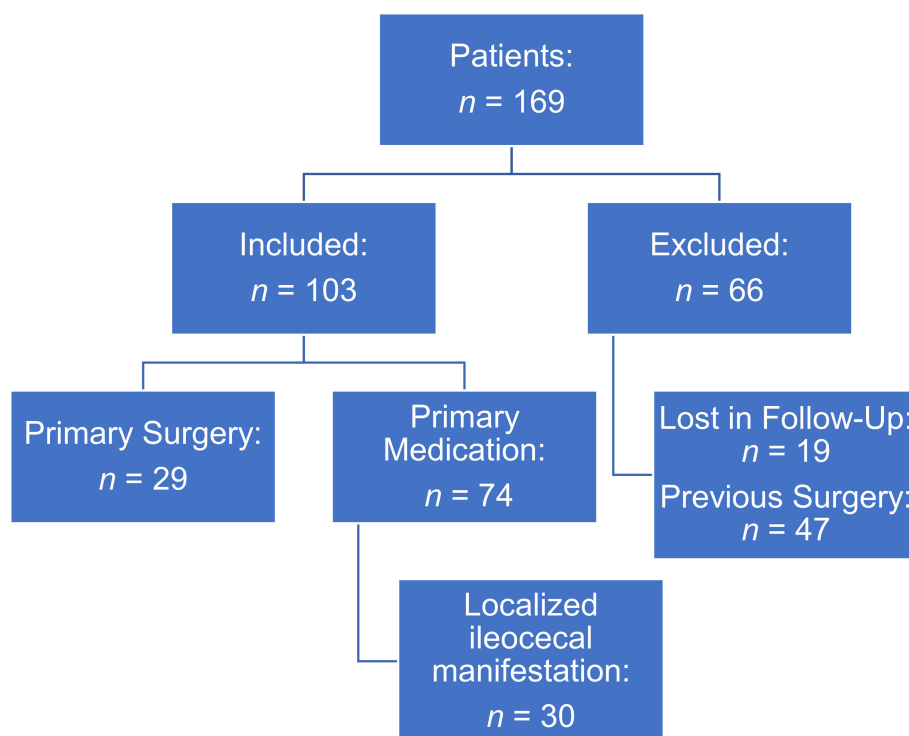 Patients:
n = 169
Included:
n = 103
Excluded:
n = 66
Primary Surgery:
n = 29
Primary
Medication:
n = 74
Lost in Follow-Up:
n = 19
Previous Surgery:
n = 47
Localized
ileocecal
manifestation:
n = 30